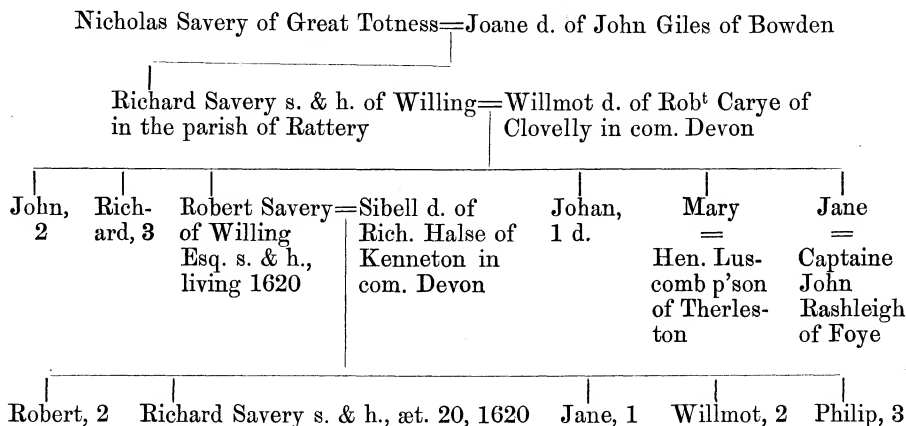 Nicholas Savery of Great Totness=Joane d. of John Giles of Bowden
Richard Savery s. & h. of Willing=Willmot d. of Robᵗ Carye of
in the parish of Rattery
Clovelly in com. Devon
John,
2
Rich-
ard, 3
Robert Savery=Sibell d. of
of Willing
Esq. s. & h.,
living 1620
Rich. Halse of
Kenneton in
com. Devon
Johan,
1 d.
Mary
=
Hen. Lus-
comb p'son
of Therles-
ton
Jane
=
Captaine
John
Rashleigh
of Foye
Robert, 2
Richard Savery s. & h., æt. 20, 1620
Jane, 1
Willmot, 2
Philip, 3